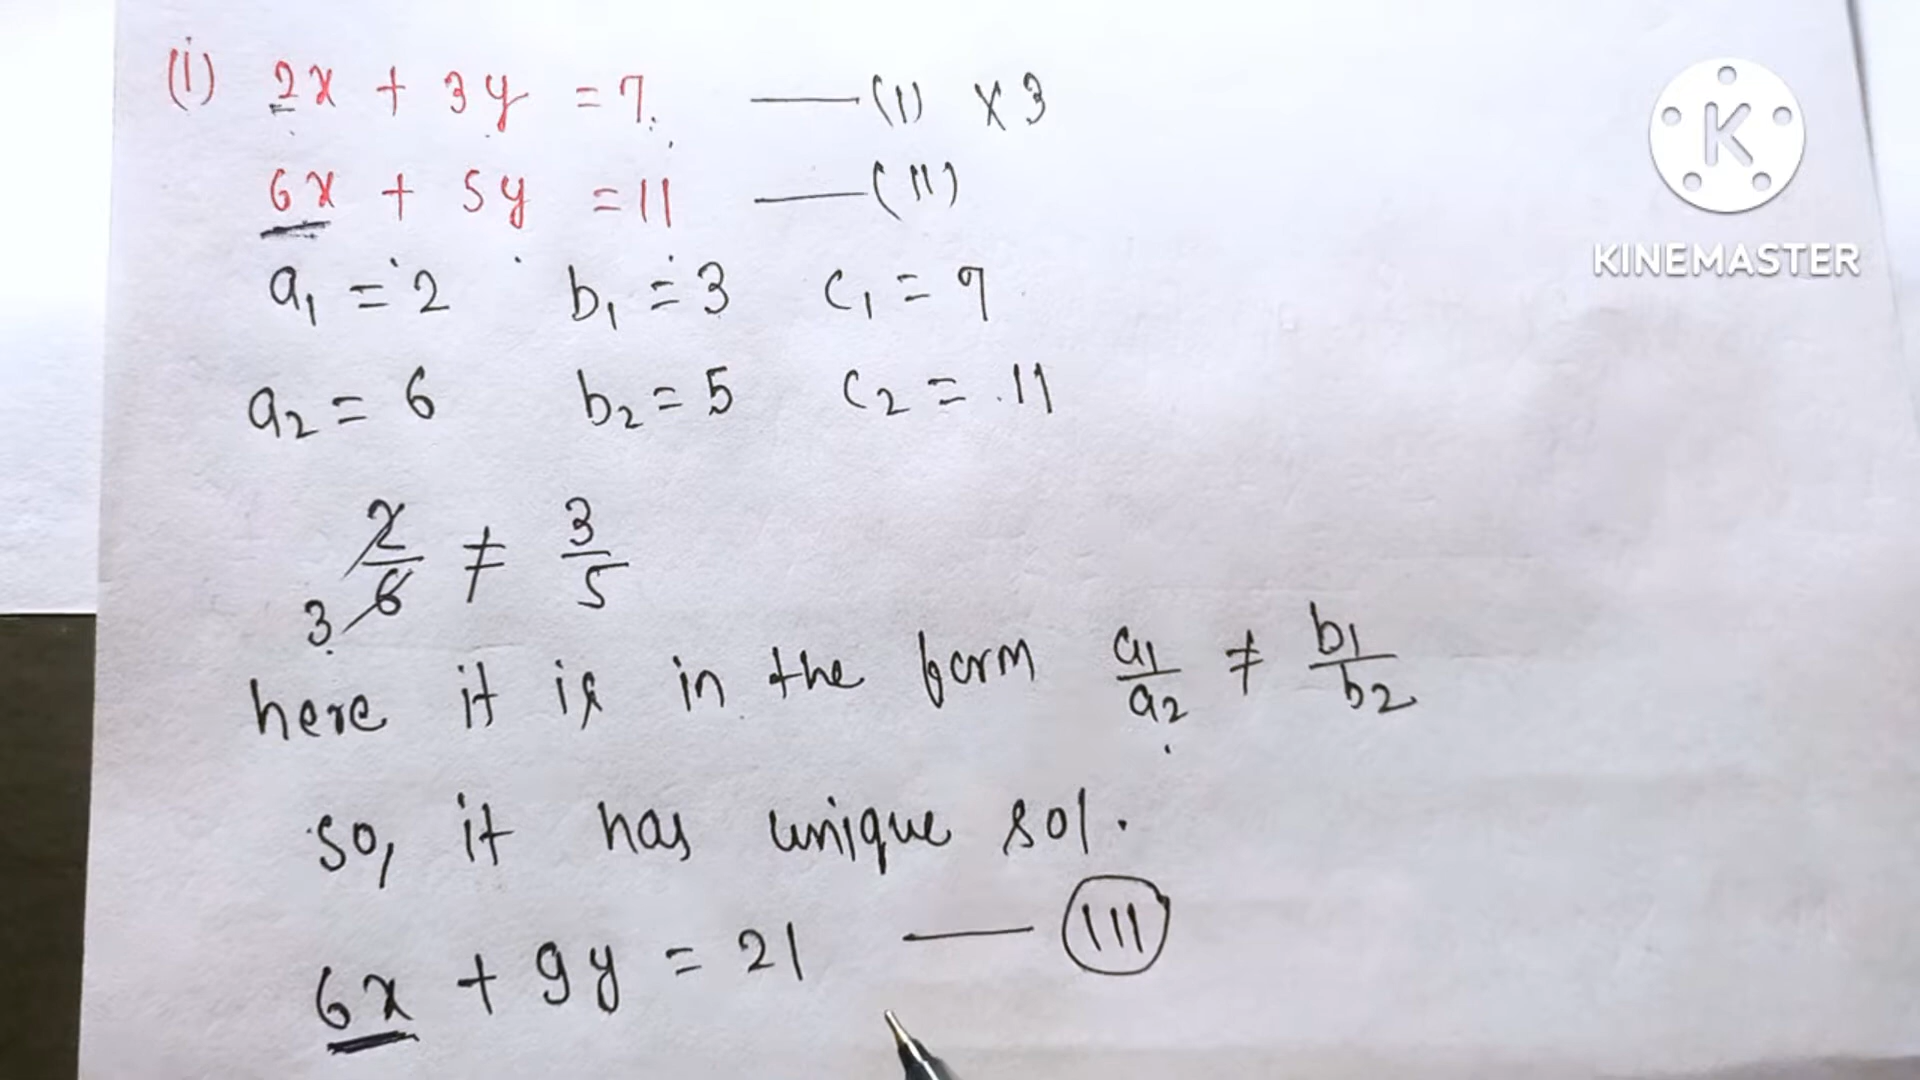 (i) 2x + 3y = 7 —(I) × 3
6x + 5y = 11 —(II)
a₁ = 2 b₁ = 3 c₁ = 7
a₂ = 6 b₂ = 5 c₂ = 11
2/6 ≠ 3/5
3
here it is in the form a₁/a₂ ≠ b₁/b₂
so, it has unique sol.
6x + 9y = 21 — (III)
K
KINEMASTER